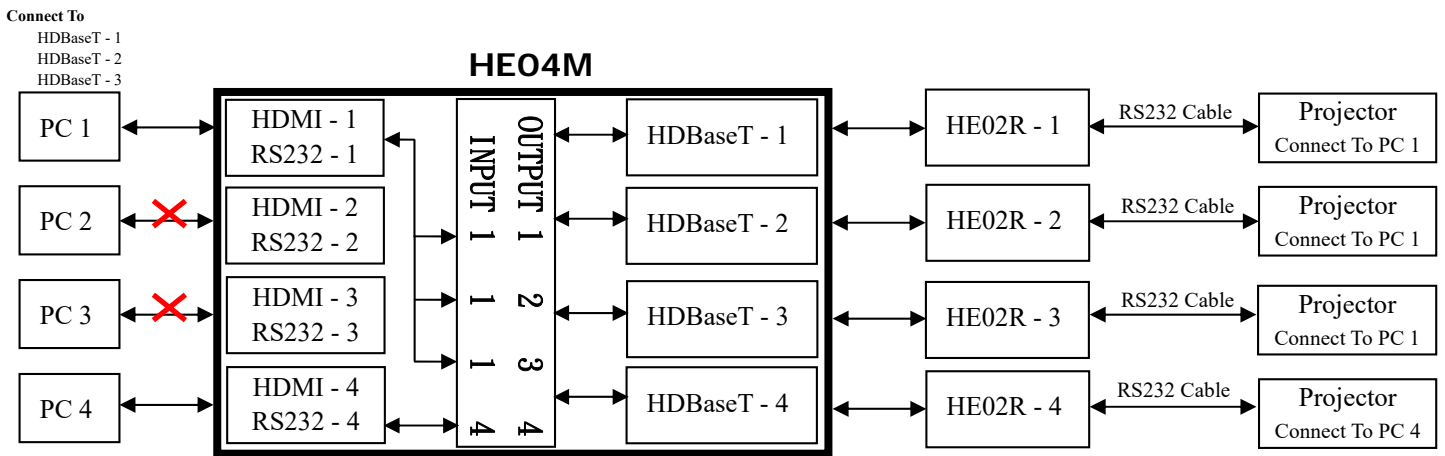 Connect To
HDBaseT - 1
HDBaseT - 2
HDBaseT - 3
HE04M
PC 1
HDMI - 1
RS232 - 1
OUTPUT 1 2 3 4
INPUT 1 1 1 4
HDBaseT - 1
HE02R - 1
RS232 Cable
Projector
Connect To PC 1
PC 2
HDMI - 2
RS232 - 2
HDBaseT - 2
HE02R - 2
RS232 Cable
Projector
Connect To PC 1
PC 3
HDMI - 3
RS232 - 3
HDBaseT - 3
HE02R - 3
RS232 Cable
Projector
Connect To PC 1
PC 4
HDMI - 4
RS232 - 4
HDBaseT - 4
HE02R - 4
RS232 Cable
Projector
Connect To PC 4